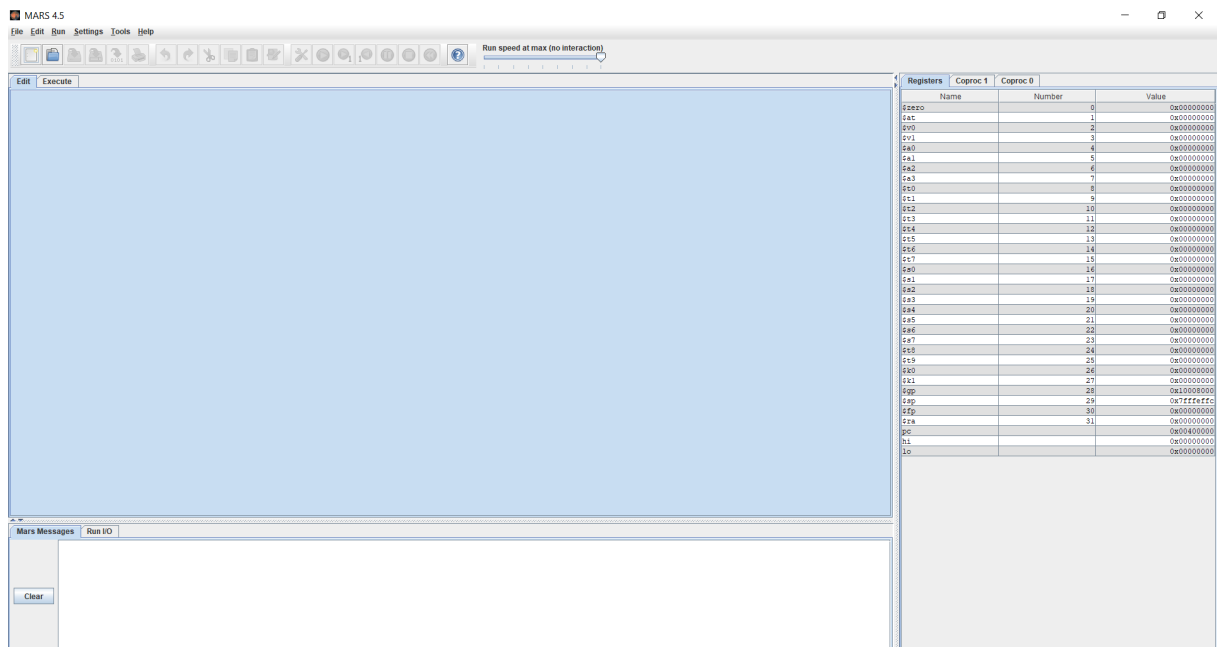 MARS 4.5
File Edit Run Settings Tools Help
Run speed at max (no interaction)
Edit Execute
Registers Coproc 1 Coproc 0
Name Number Value
$zero 0 0x00000000
$at 1 0x00000000
$v0 2 0x00000000
$v1 3 0x00000000
$a0 4 0x00000000
$a1 5 0x00000000
$a2 6 0x00000000
$a3 7 0x00000000
$t0 8 0x00000000
$t1 9 0x00000000
$t2 10 0x00000000
$t3 11 0x00000000
$t4 12 0x00000000
$t5 13 0x00000000
$t6 14 0x00000000
$t7 15 0x00000000
$s0 16 0x00000000
$s1 17 0x00000000
$s2 18 0x00000000
$s3 19 0x00000000
$s4 20 0x00000000
$s5 21 0x00000000
$s6 22 0x00000000
$s7 23 0x00000000
$t8 24 0x00000000
$t9 25 0x00000000
$k0 26 0x00000000
$k1 27 0x00000000
$gp 28 0x10008000
$sp 29 0x7fffeffc
$fp 30 0x00000000
$ra 31 0x00000000
pc 0x00400000
hi 0x00000000
lo 0x00000000
Mars Messages Run I/O
Clear